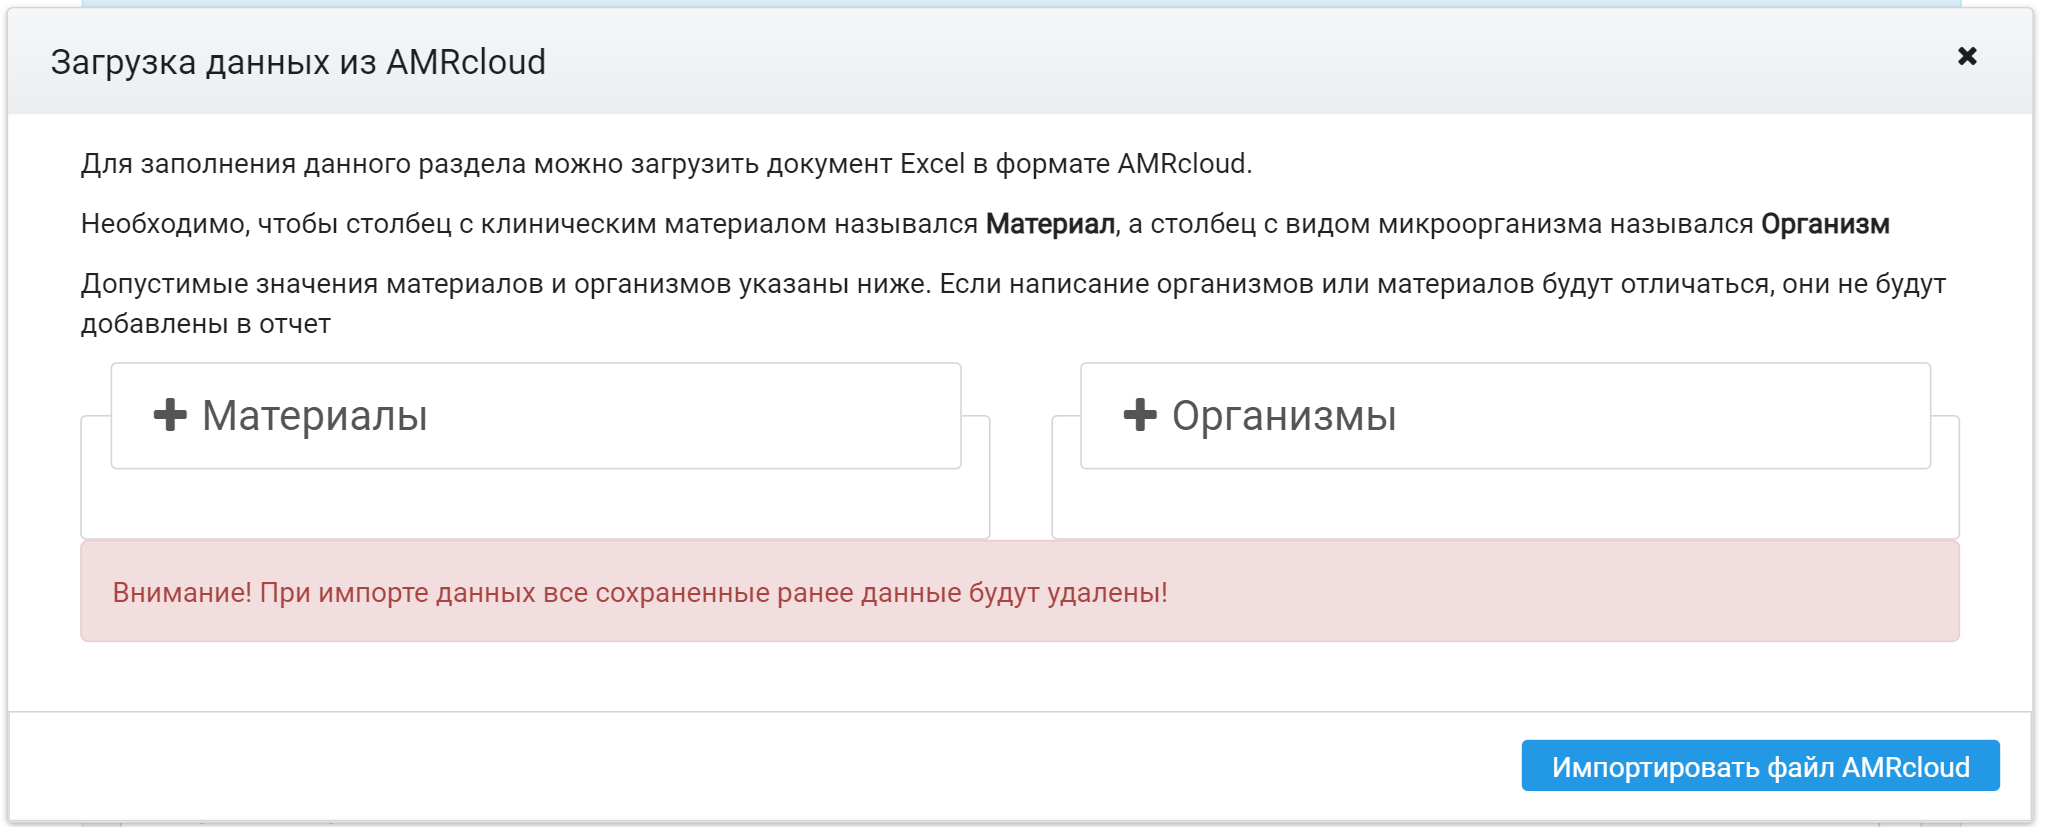 Загрузка данных из AMRcloud
Для заполнения данного раздела можно загрузить документ Excel в формате AMRcloud.
Необходимо, чтобы столбец с клиническим материалом назывался Материал, а столбец с видом микроорганизма назывался Организм
Допустимые значения материалов и организмов указаны ниже. Если написание организмов или материалов будут отличаться, они не будут
добавлены в отчет
Материалы
Организмы
Внимание! При импорте данных все сохраненные ранее данные будут удалены!
Импортировать файл AMRcloud